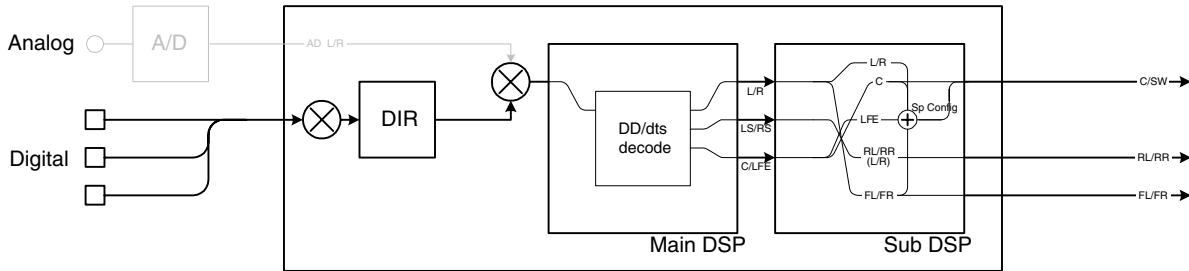 Analog
A/D
AD L/R
Digital
DIR
DD/dts
decode
Main DSP
L/R
LS/RS
C/LFE
L/R
C
Sp Config
LFE
RL/RR
(L/R)
FL/FR
Sub DSP
C/SW
RL/RR
FL/FR